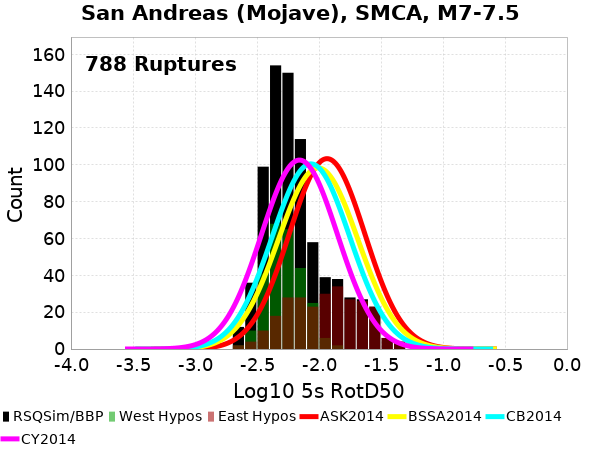 San Andreas (Mojave), SMCA, M7-7.5
788 Ruptures
Count
160
140
120
100
80
60
40
20
0
-4.0 -3.5 -3.0 -2.5 -2.0 -1.5 -1.0 -0.5 0.0
Log10 5s RotD50
RSQSim/BBP West Hypos East Hypos ASK2014 BSSA2014 CB2014
CY2014